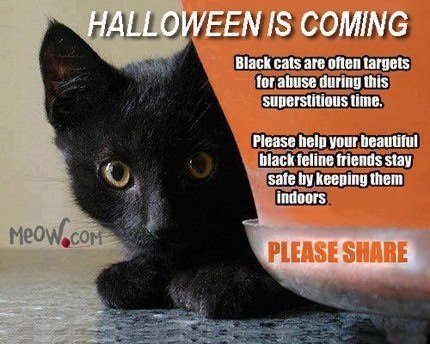 HALLOWEEN IS COMING
Black cats are often targets
for abuse during this
superstitious time.
Please help your beautiful
black feline friends stay
safe by keeping them
indoors.
MeoW.com
PLEASE SHARE